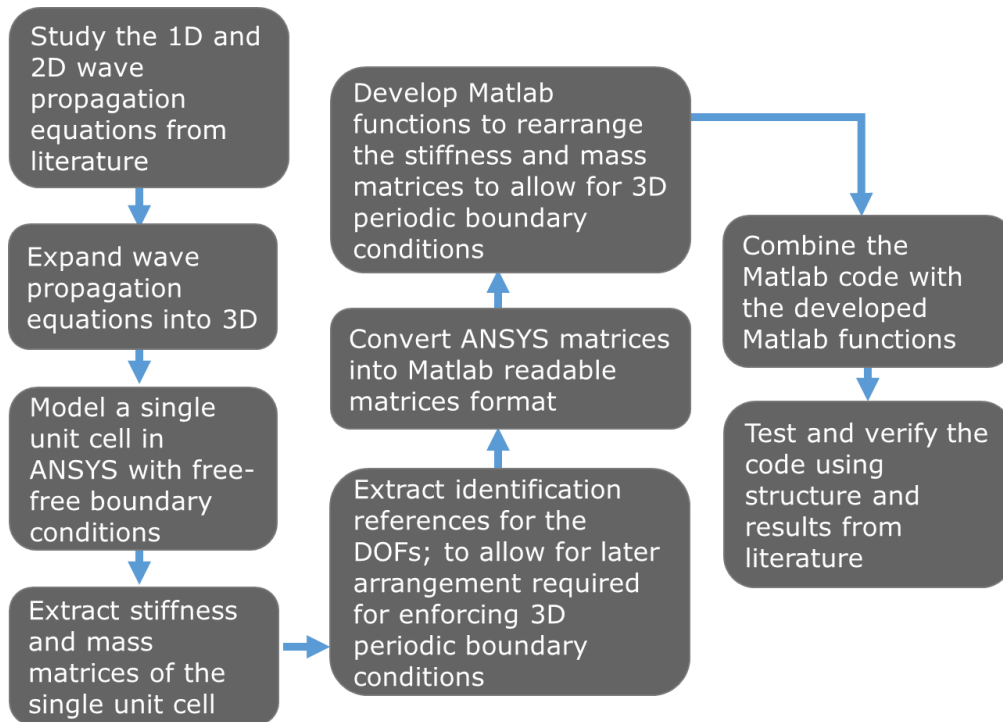 Study the 1D and
2D wave
propagation
equations from
literature
Expand wave
propagation
equations into 3D
Model a single
unit cell in
ANSYS with free-
free boundary
conditions
Extract stiffness
and mass
matrices of the
single unit cell
Extract identification
references for the
DOFs; to allow for later
arrangement required
for enforcing 3D
periodic boundary
conditions
Convert ANSYS matrices
into Matlab readable
matrices format
Develop Matlab
functions to rearrange
the stiffness and mass
matrices to allow for 3D
periodic boundary
conditions
Combine the
Matlab code with
the developed
Matlab functions
Test and verify the
code using
structure and
results from
literature